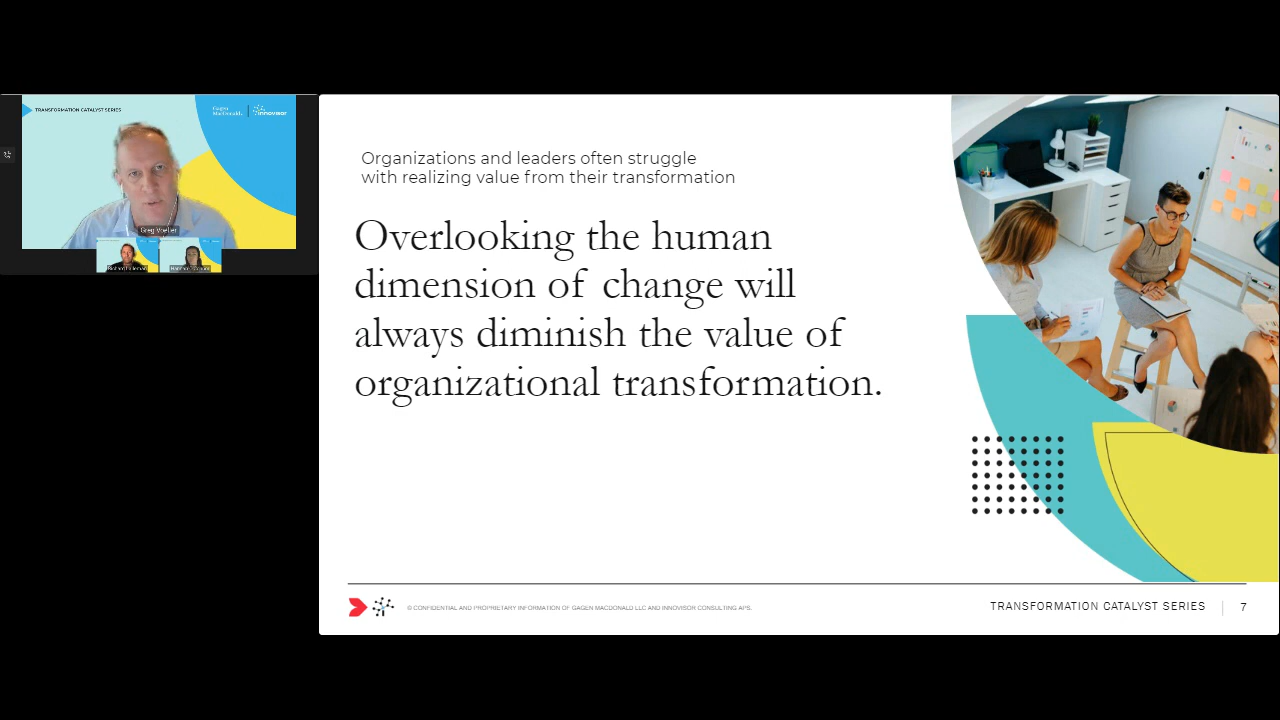 TRANSFORMATION CATALYST SERIES
Gagen
MacDonald
innovisor
Greg Voeller
Organizations and leaders often struggle
with realizing value from their transformation
Overlooking the human
dimension of change will
always diminish the value of
organizational transformation.
© CONFIDENTIAL AND PROPRIETARY INFORMATION OF GAGEN MACDONALD LLC AND INNOVISOR CONSULTING APS.
TRANSFORMATION CATALYST SERIES
7